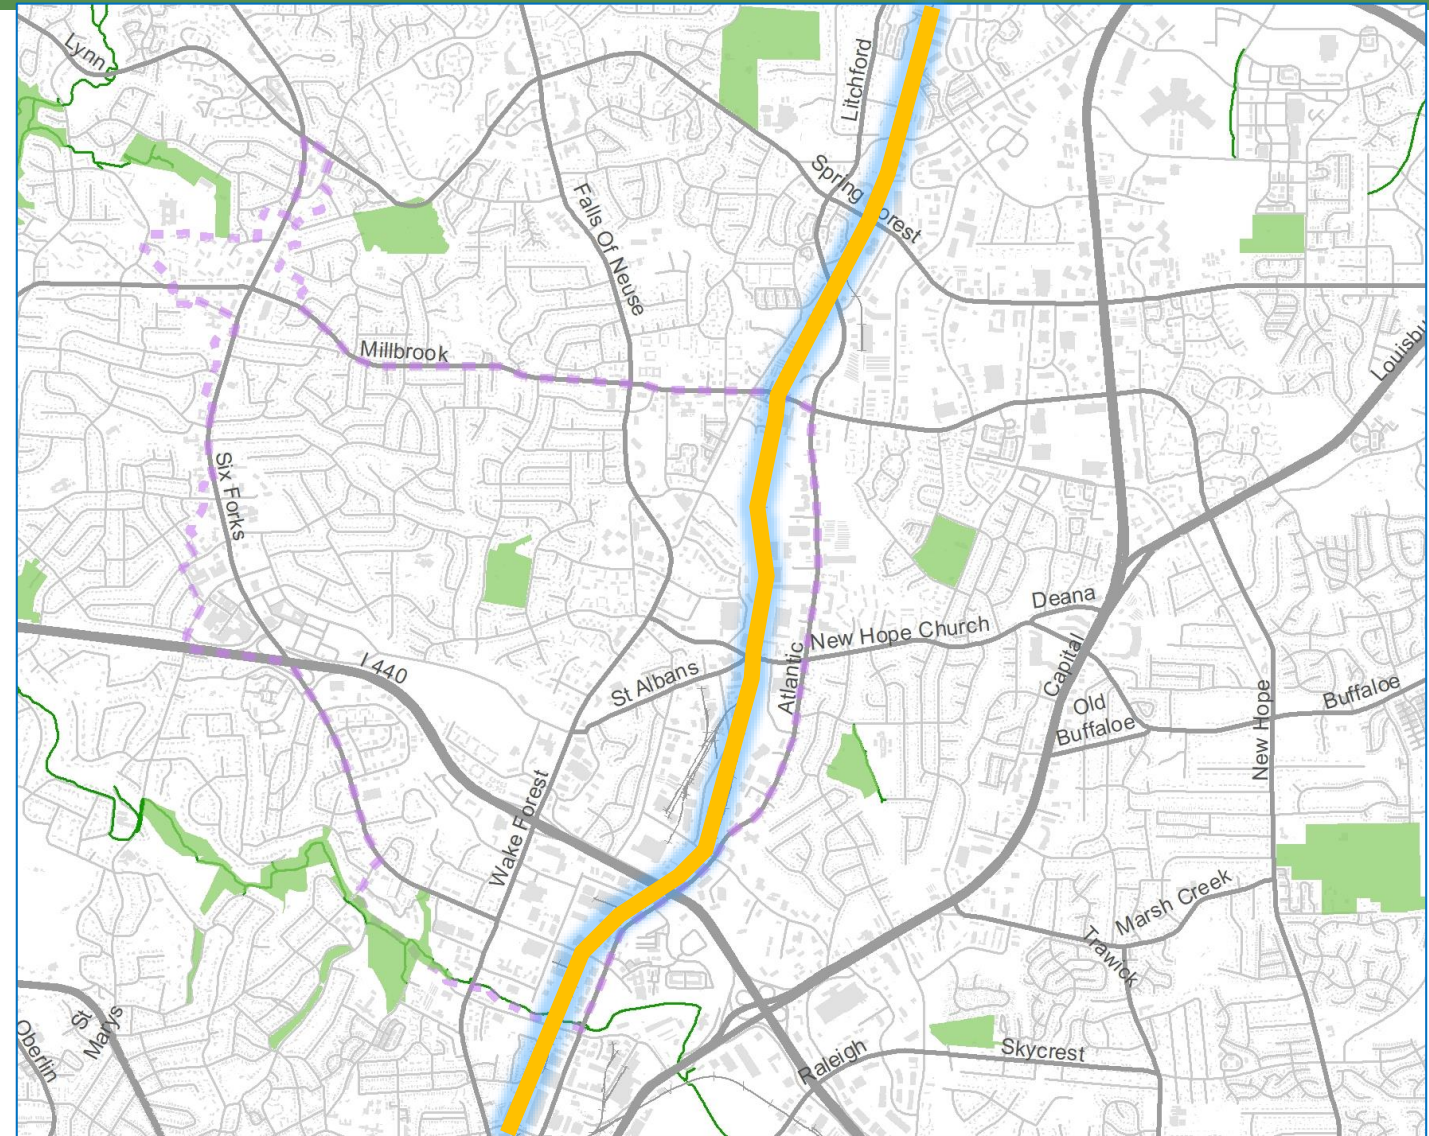 Lynn
Litchford
Spring Forest
Falls Of Neuse
Millbrook
Louisbu
Six Forks
Deana
New Hope Church
I 440
St Albans
Atlantic
Capital
Old
Buffaloe
New Hope
Buffaloe
Wake Forest
Marsh Creek
Trawick
St
Marys
Oberlin
Raleigh
Skycrest